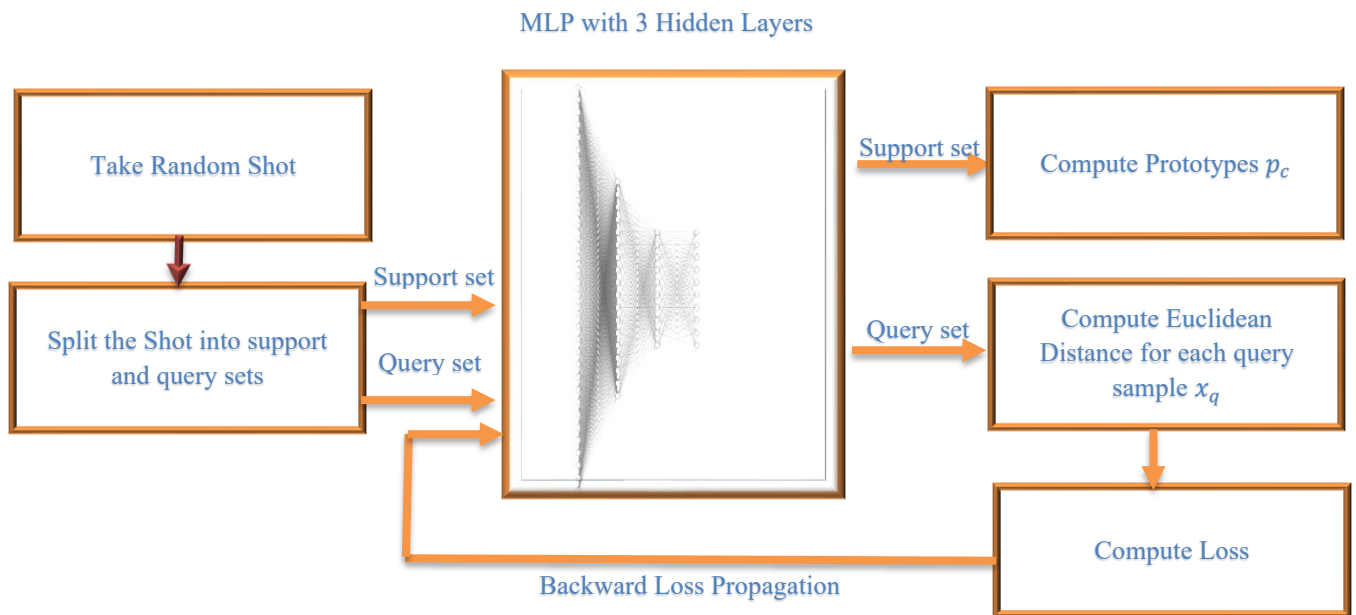 MLP with 3 Hidden Layers
Take Random Shot
Split the Shot into support
and query sets
Support set
Query set
Support set
Compute Prototypes p_c
Query set
Compute Euclidean
Distance for each query
sample x_q
Compute Loss
Backward Loss Propagation